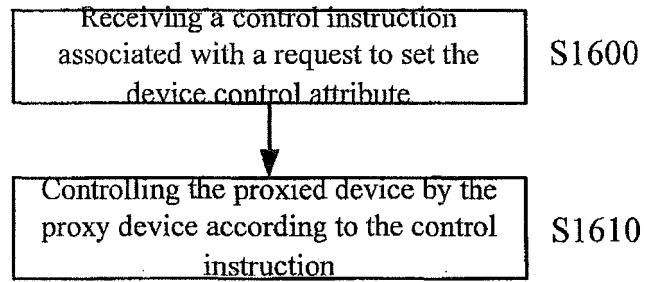 Receiving a control instruction
associated with a request to set the
device control attribute
S1600
Controlling the proxied device by the
proxy device according to the control
instruction
S1610